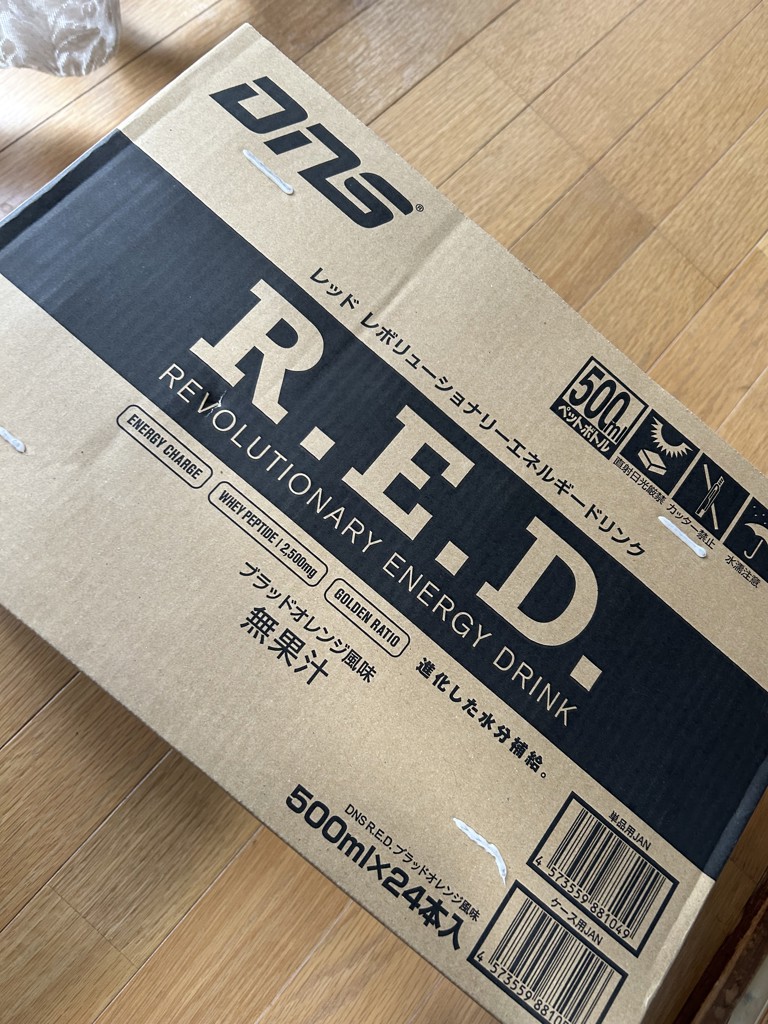 DNS®
レッド レボリューショナリーエネルギードリンク
R.E.D.
REVOLUTIONARY ENERGY DRINK
500ml
ペットボトル
直射日光厳禁
カッター禁止
水濡注意
ENERGY CHARGE
WHEY PEPTIDE | 2,500mg
GOLDEN RATIO
ブラッドオレンジ風味
無果汁
進化した水分補給。
DNS R.E.D. ブラッドオレンジ風味
500ml×24本入
単品用JAN
4 573559 881049
ケース用JAN
4 573559 8810